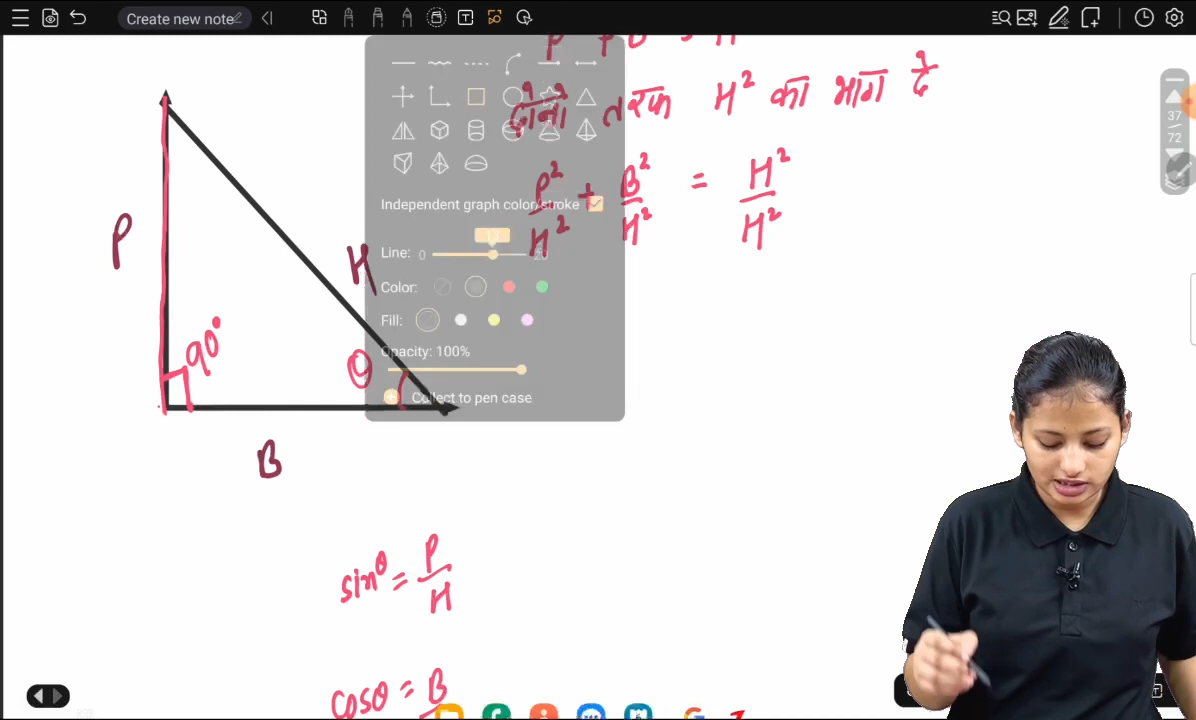 Create new note
37
72
दोनों तरफ H² का भाग दे
P²/H² + B²/H² = H²/H²
Independent graph color/stroke
P
H
Line: 0
Color:
Fill:
90°
Opacity: 100%
θ
Collect to pen case
B
sinθ = P/H
cosθ = B